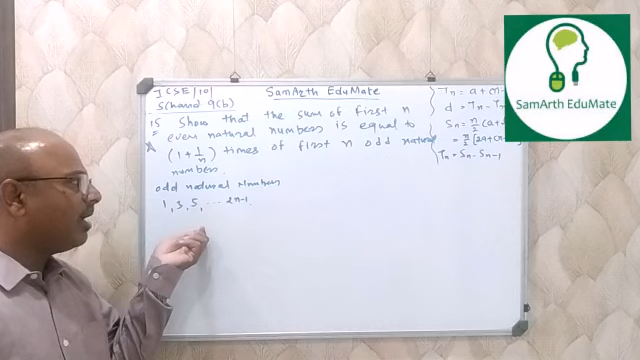 ICSE/10/
SamArth EduMate
Schand 9(b)
15 Show that the sum of first n
even natural numbers is equal to
(1+1/n) times of first n odd natural
numbers.
odd natural Numbers
1, 3, 5, ... 2n-1.
Tn = a+(n-
d = Tn-Tn
Sn = n/2 (a+
= n/2 (2a+(n-
Tn = Sn - Sn-1
SamArth EduMate